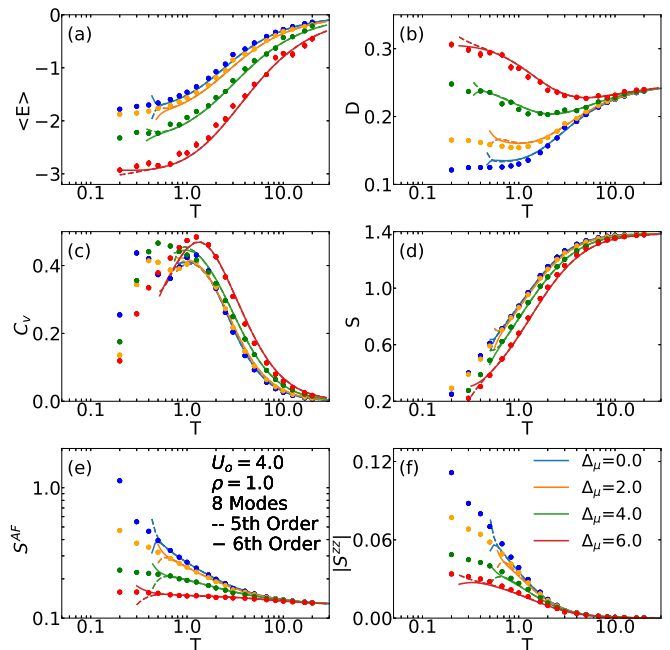 (a)
<E>
−1
−2
−3
0.1
1.0
10.0
T
(b)
D
0.3
0.2
0.1
0.1
1.0
10.0
T
(c)
C_v
0.4
0.2
0.0
0.1
1.0
10.0
T
(d)
S
1.4
1.0
0.6
0.2
0.1
1.0
10.0
T
(e)
S^{AF}
1.0
0.1
0.1
1.0
10.0
T
U_o = 4.0
ρ = 1.0
8 Modes
-- 5th Order
− 6th Order
(f)
|S^{zz}|
0.12
0.06
0.00
0.1
1.0
10.0
T
Δ_μ=0.0
Δ_μ=2.0
Δ_μ=4.0
Δ_μ=6.0